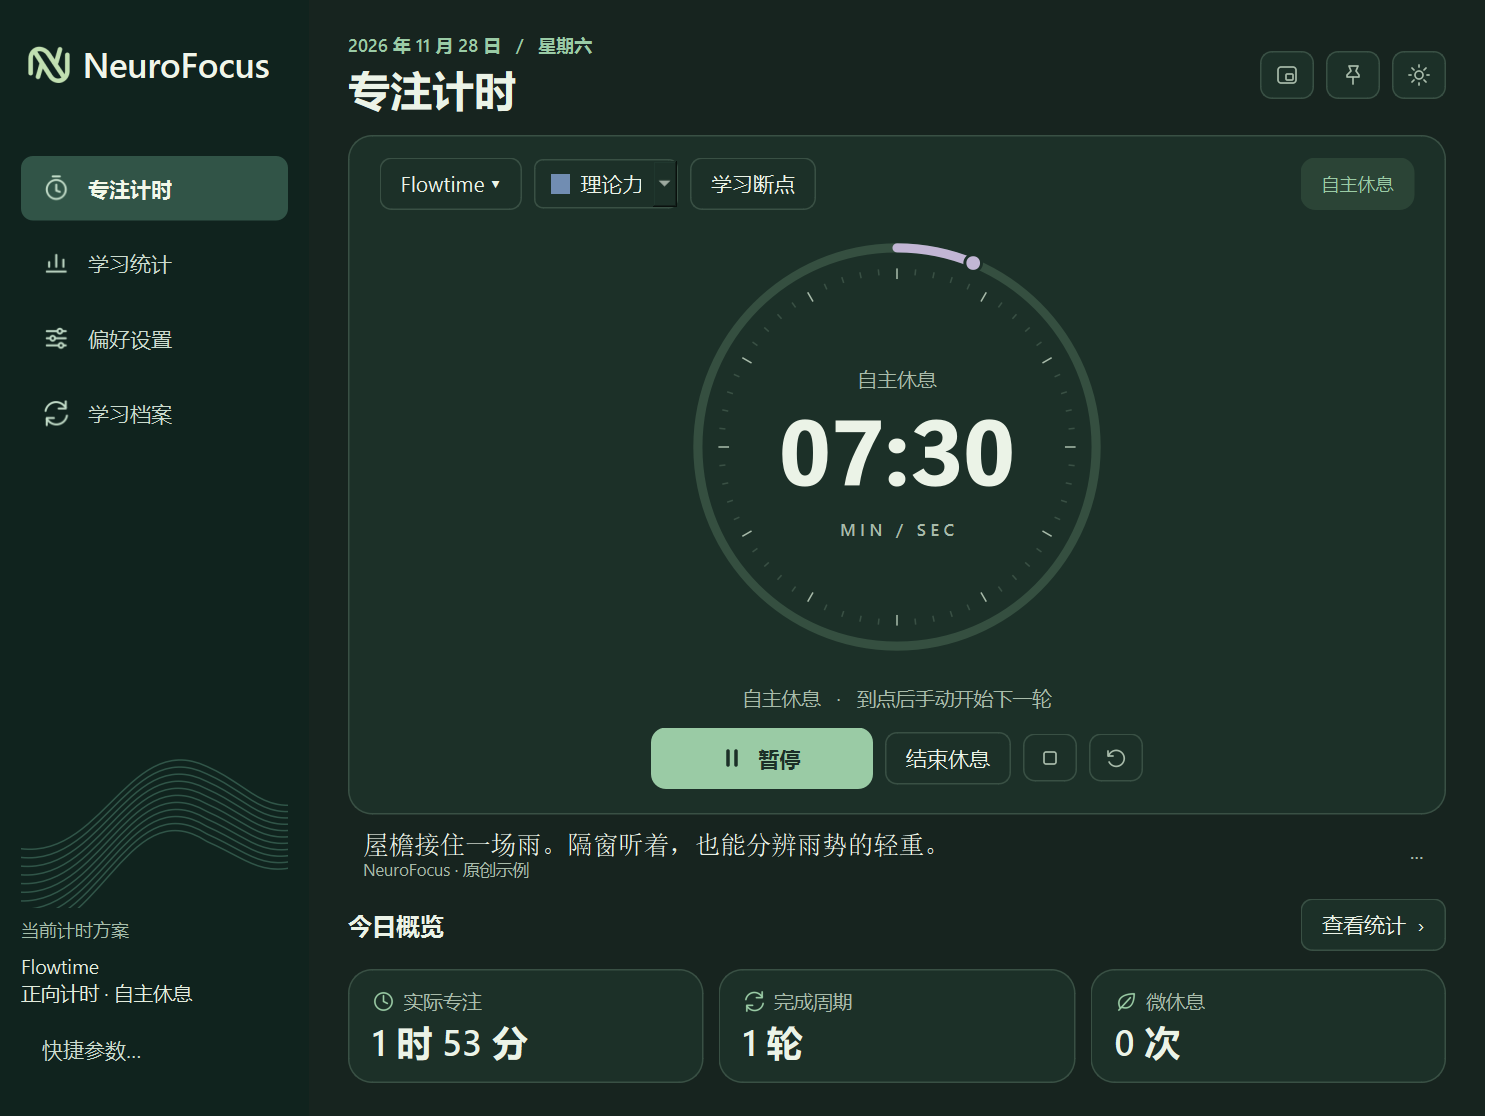 NeuroFocus
专注计时
学习统计
偏好设置
学习档案
当前计时方案
Flowtime
正向计时 · 自主休息
快捷参数...
2026 年 11 月 28 日 / 星期六
专注计时
Flowtime ▾
理论力
学习断点
自主休息
自主休息
07:30
MIN / SEC
自主休息 · 到点后手动开始下一轮
暂停
结束休息
屋檐接住一场雨。隔窗听着，也能分辨雨势的轻重。
NeuroFocus · 原创示例
...
今日概览
查看统计 ›
实际专注
1 时 53 分
完成周期
1 轮
微休息
0 次